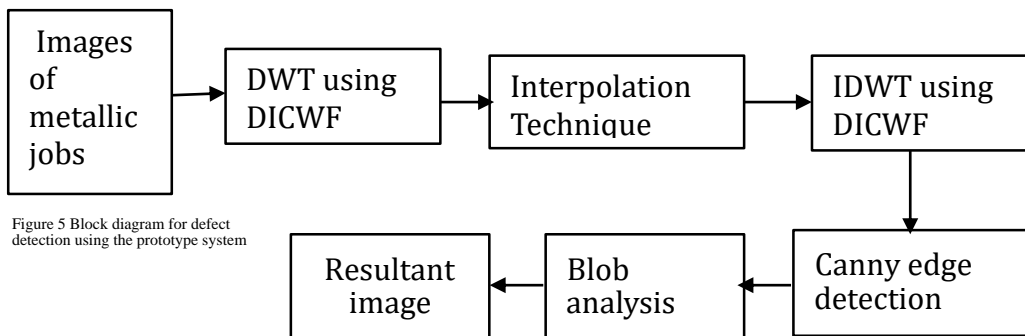 Images
of
metallic
jobs
DWT using
DICWF
Interpolation
Technique
IDWT using
DICWF
Figure 5 Block diagram for defect
detection using the prototype system
Resultant
image
Blob
analysis
Canny edge
detection